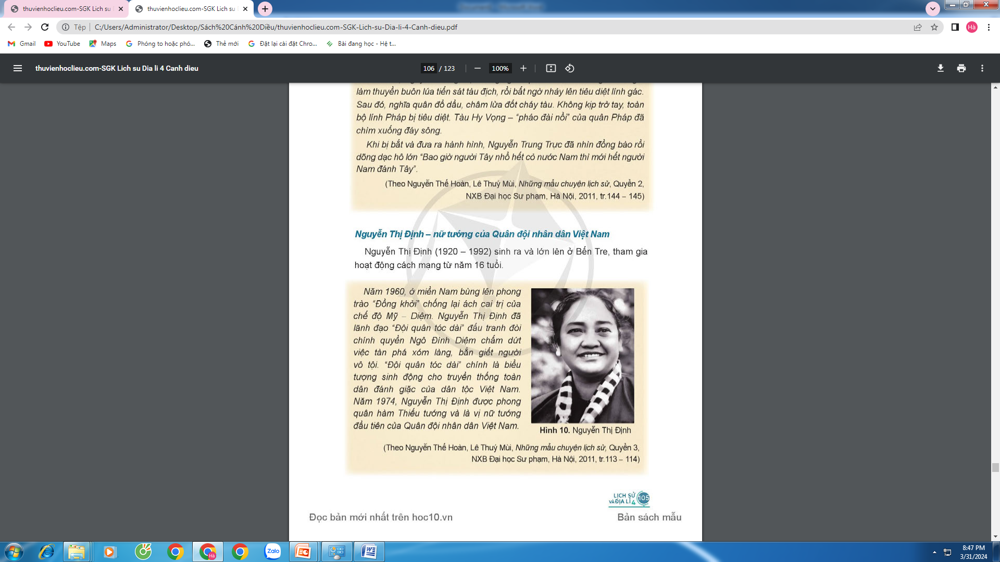 thuvienhoclieu.com-SGK Lich su
thuvienhoclieu.com-SGK Lich su
Tệp
C:/Users/Administrator/Desktop/Sách%20Cánh%20Diều/thuvienhoclieu.com-SGK-Lich-su-Dia-li-4-Canh-dieu.pdf
Hà
Gmail
YouTube
Maps
Phóng to hoặc phó...
Thẻ mới
Đặt lại cài đặt Chro...
Bài đang học - Hệ t...
thuvienhoclieu.com-SGK Lich su Dia li 4 Canh dieu
106 / 123
100%
làm thuyền buôn lúa tiến sát tàu địch, rồi bất ngờ nhảy lên tiêu diệt lính gác.
Sau đó, nghĩa quân đổ dầu, châm lửa đốt cháy tàu. Không kịp trở tay, toàn
bộ lính Pháp bị tiêu diệt. Tàu Hy Vọng – “pháo đài nổi” của quân Pháp đã
chìm xuống đáy sông.
Khi bị bắt và đưa ra hành hình, Nguyễn Trung Trực đã nhìn đồng bào rồi
dõng dạc hô lớn “Bao giờ người Tây nhổ hết cỏ nước Nam thì mới hết người
Nam đánh Tây”.
(Theo Nguyễn Thế Hoàn, Lê Thuý Mùi, Những mẩu chuyện lịch sử, Quyển 2,
NXB Đại học Sư phạm, Hà Nội, 2011, tr.144 – 145)
Nguyễn Thị Định – nữ tướng của Quân đội nhân dân Việt Nam
Nguyễn Thị Định (1920 – 1992) sinh ra và lớn lên ở Bến Tre, tham gia
hoạt động cách mạng từ năm 16 tuổi.
Năm 1960, ở miền Nam bùng lên phong
trào “Đồng khởi” chống lại ách cai trị của
chế độ Mỹ – Diệm. Nguyễn Thị Định đã
lãnh đạo “Đội quân tóc dài” đấu tranh đòi
chính quyền Ngô Đình Diệm chấm dứt
việc tàn phá xóm làng, bắn giết người
vô tội. “Đội quân tóc dài” chính là biểu
tượng sinh động cho truyền thống toàn
dân đánh giặc của dân tộc Việt Nam.
Năm 1974, Nguyễn Thị Định được phong
quân hàm Thiếu tướng và là vị nữ tướng
đầu tiên của Quân đội nhân dân Việt Nam.
Hình 10. Nguyễn Thị Định
(Theo Nguyễn Thế Hoàn, Lê Thuý Mùi, Những mẩu chuyện lịch sử, Quyển 3,
NXB Đại học Sư phạm, Hà Nội, 2011, tr.113 – 114)
LỊCH SỬ
VÀ ĐỊA LÍ 4
105
Đọc bản mới nhất trên hoc10.vn
Bản sách mẫu
Hà
Zalo
8:47 PM
3/31/2024